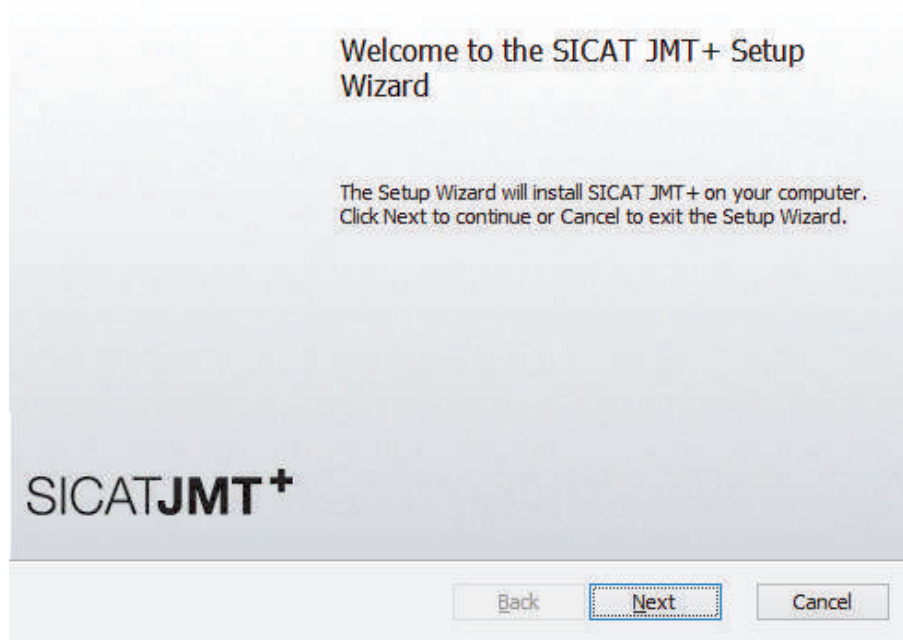 Welcome to the SICAT JMT+ Setup
Wizard
The Setup Wizard will install SICAT JMT+ on your computer.
Click Next to continue or Cancel to exit the Setup Wizard.
SICATJMT+
Back
Next
Cancel